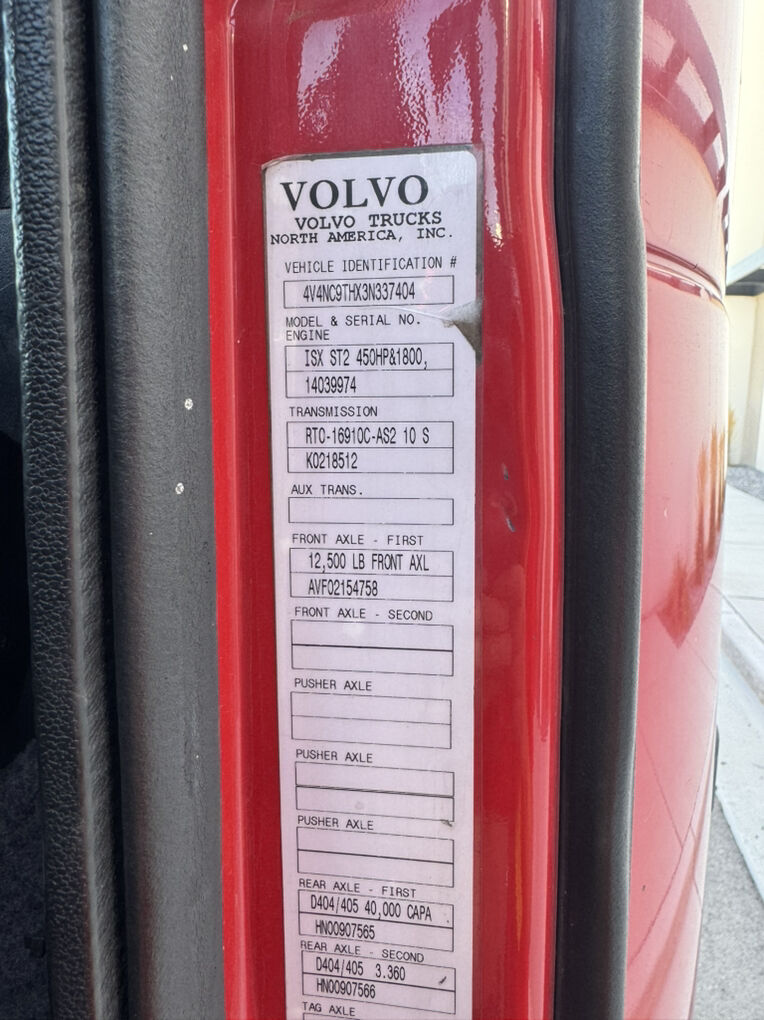 VOLVO
VOLVO TRUCKS
NORTH AMERICA, INC.
VEHICLE IDENTIFICATION #
4V4NC9THX3N337404
MODEL & SERIAL NO.
ENGINE
ISX ST2 450HP&1800,
14039974
TRANSMISSION
RTO-16910C-AS2 10 S
K0218512
AUX TRANS.
FRONT AXLE - FIRST
12,500 LB FRONT AXL
AVF02154758
FRONT AXLE - SECOND
PUSHER AXLE
PUSHER AXLE
PUSHER AXLE
REAR AXLE - FIRST
D404/405 40,000 CAPA
HN00907565
REAR AXLE - SECOND
D404/405 3.360
HN00907566
TAG AXLE